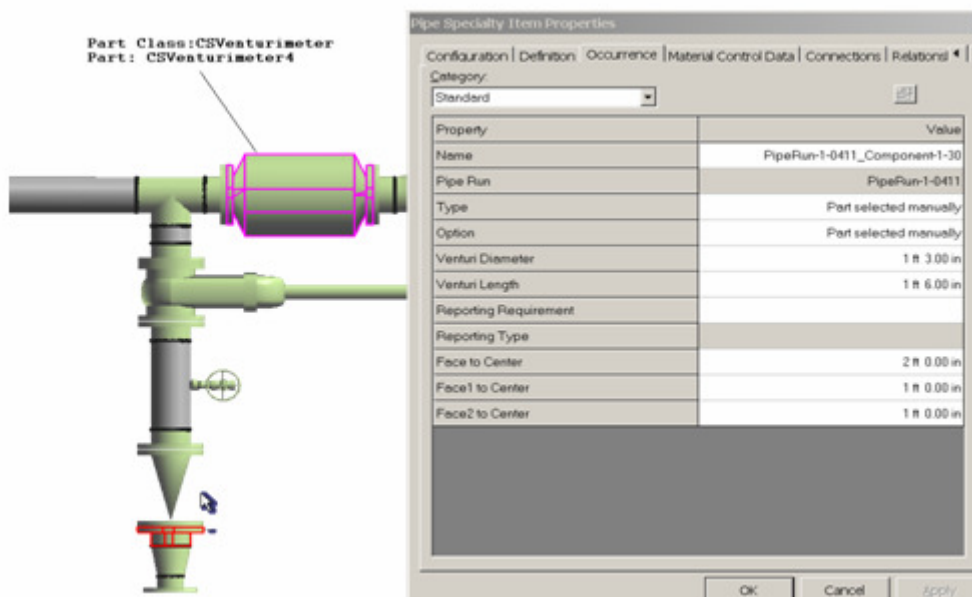 Part Class:CSVenturimeter
Part: CSVenturimeter4
Pipe Specialty Item Properties
Configuration Definition Occurrence Material Control Data Connections Relationsl
Category:
Standard
Property Value
Name PipeRun-1-0411_Component-1-30
Pipe Run PipeRun-1-0411
Type Part selected manually
Option Part selected manually
Venturi Diameter 1 ft 3.00 in
Venturi Length 1 ft 6.00 in
Reporting Requirement
Reporting Type
Face to Center 2 ft 0.00 in
Face1 to Center 1 ft 0.00 in
Face2 to Center 1 ft 0.00 in
OK Cancel Apply